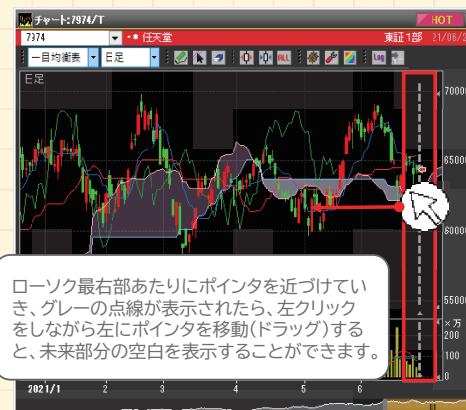 チャート:7974/T
HOT
7974
・* 任天堂
東証1部 21/06/2
一目均衡表
日足
ALL
Log
日足
70000
65000
60000
55000
×万
200
100
0
ローソク最右部あたりにポインタを近づけてい
き、グレーの点線が表示されたら、左クリック
をしながら左にポインタを移動（ドラッグ）する
と、未来部分の空白を表示することができます。
2021/1 2 3 4 5 6